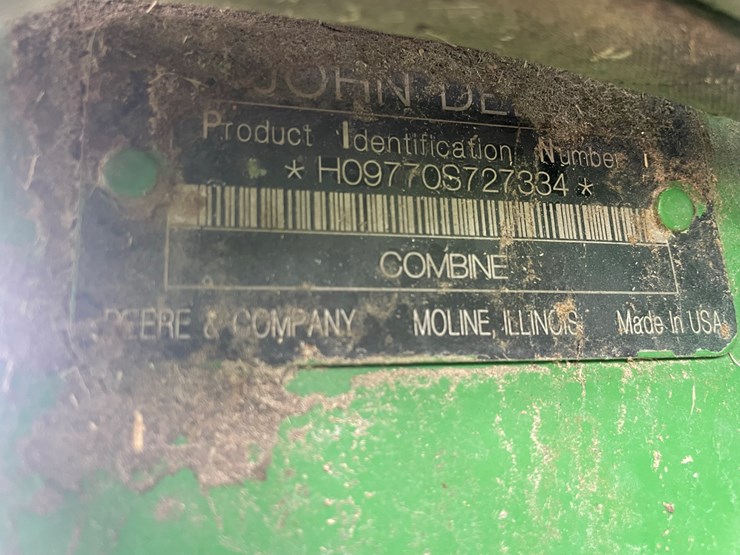 JOHN DE
Product Identification Number
* H09770S727334 *
COMBINE
DEERE & COMPANY MOLINE, ILLINOIS Made In USA